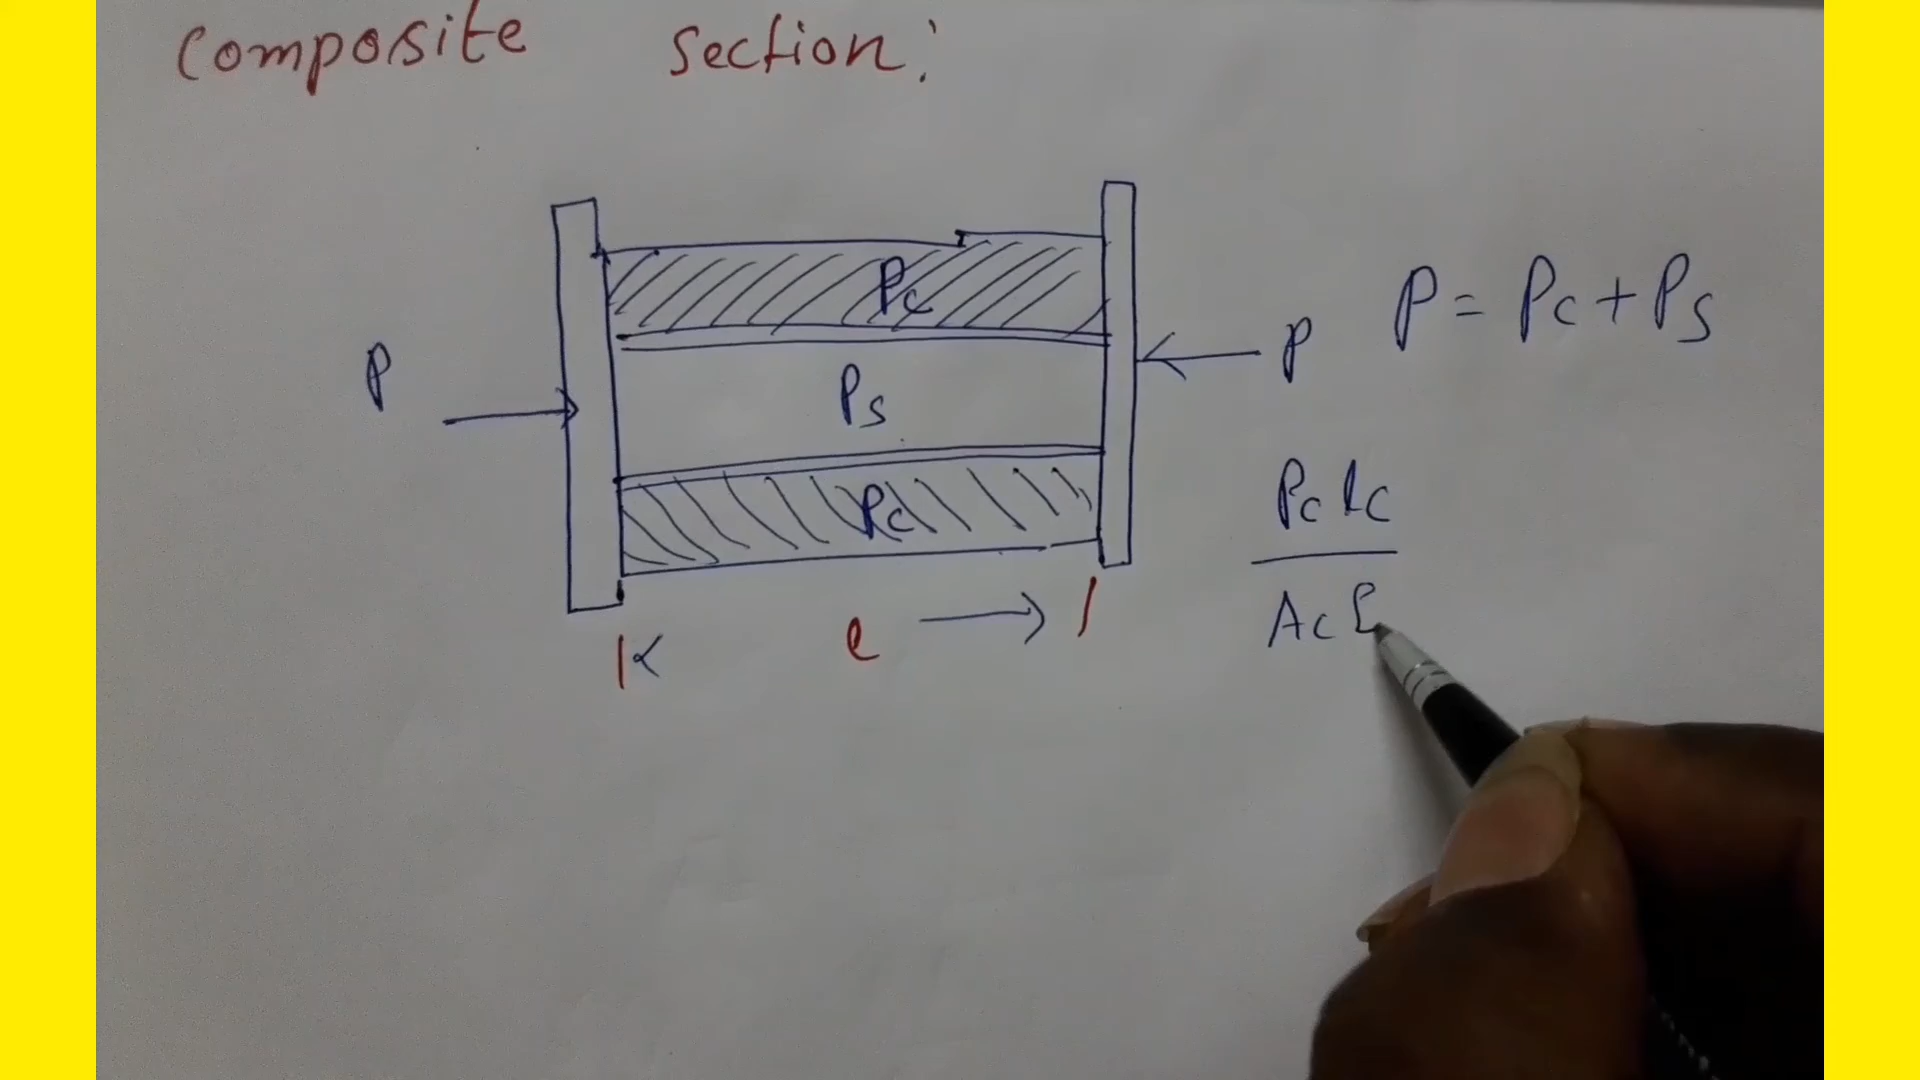 Composite Section:
Pc
P
Ps
P
P = Pc + Ps
Pc
Pc lc
Ac E
l